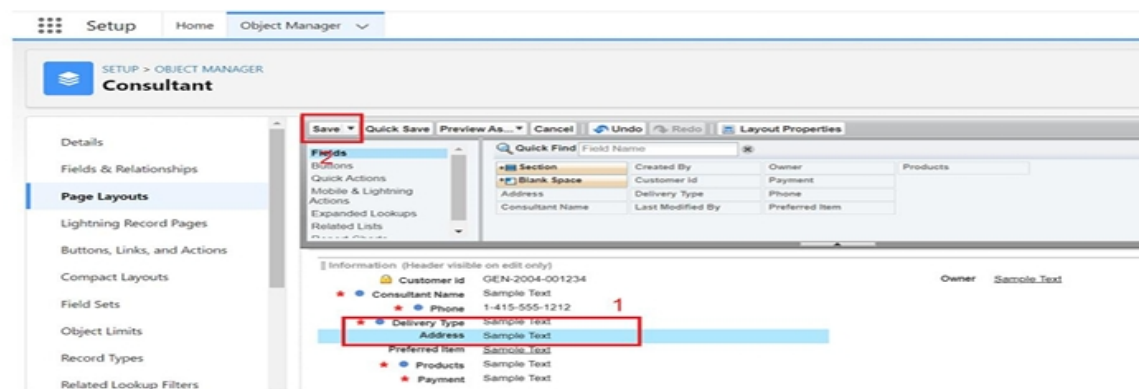 Setup Home Object Manager
SETUP > OBJECT MANAGER
Consultant
Details
Fields & Relationships
Page Layouts
Lightning Record Pages
Buttons, Links, and Actions
Compact Layouts
Field Sets
Object Limits
Record Types
Related Lookup Filters
Save Quick Save Preview As... Cancel Undo Redo Layout Properties
2
Fields
Buttons
Quick Actions
Mobile & Lightning
Actions
Expanded Lookups
Related Lists
Report Charts
Quick Find Field Name
Section Created By Owner Products
Blank Space Customer id Payment
Address Delivery Type Phone
Consultant Name Last Modified By Preferred Item
Information (Header visible on edit only)
Customer id GEN-2004-001234 Owner Sample Text
Consultant Name Sample Text
Phone 1-415-555-1212 1
Delivery Type Sample Text
Address Sample Text
Preferred Item Sample Text
Products Sample Text
Payment Sample Text